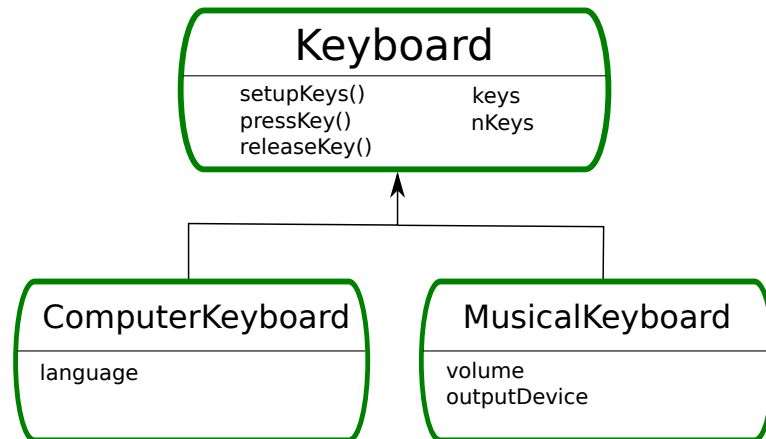 Keyboard
setupKeys() keys
pressKey() nKeys
releaseKey()
ComputerKeyboard
language
MusicalKeyboard
volume
outputDevice